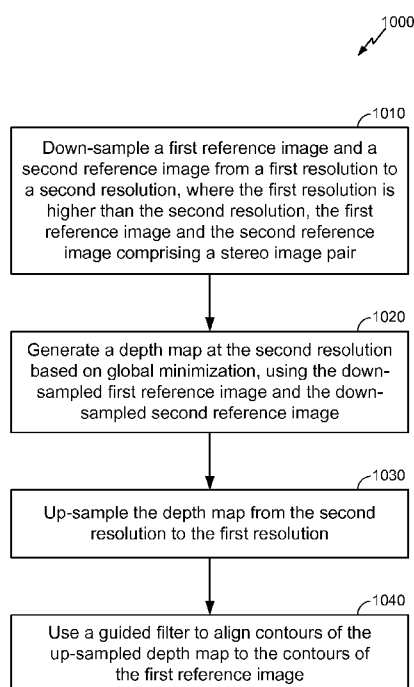 1000
1010
Down-sample a first reference image and a
second reference image from a first resolution to
a second resolution, where the first resolution is
higher than the second resolution, the first
reference image and the second reference
image comprising a stereo image pair
1020
Generate a depth map at the second resolution
based on global minimization, using the down-
sampled first reference image and the down-
sampled second reference image
1030
Up-sample the depth map from the second
resolution to the first resolution
1040
Use a guided filter to align contours of the
up-sampled depth map to the contours of
the first reference image